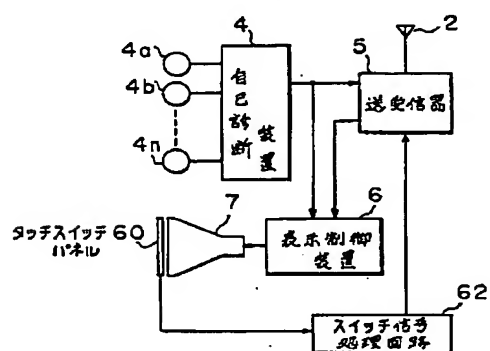 2
4
5
4a
4b
4n
自己診断
装置
送受信器
7
6
タッチスイッチ 60
パネル
表示制御
装置
62
スイッチ信号
処理回路